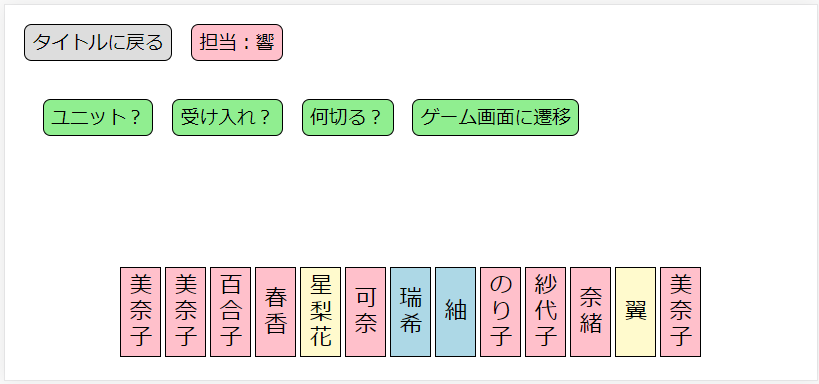 タイトルに戻る 担当：響
ユニット？ 受け入れ？ 何切る？ ゲーム画面に遷移
美奈子 美奈子 百合子 春香 星梨花 可奈 瑞希 紬 のり子 紗代子 奈緒 翼 美奈子